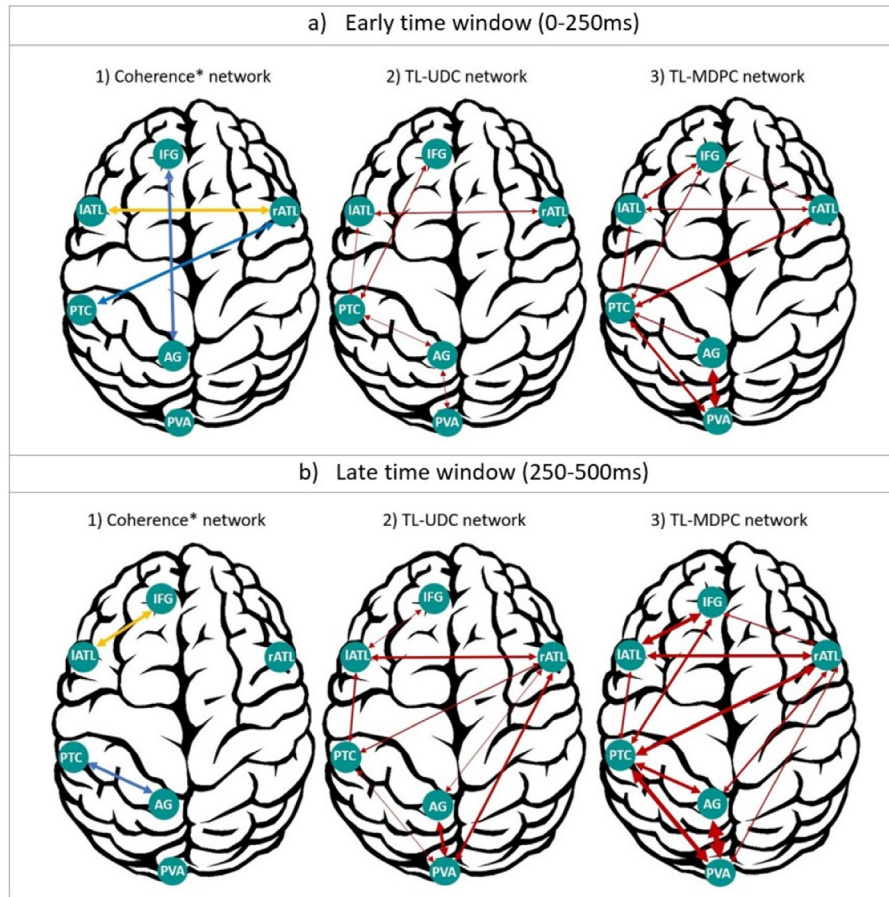 a) Early time window (0-250ms)
1) Coherence* network
2) TL-UDC network
3) TL-MDPC network
IFG
IFG
IFG
lATL
rATL
lATL
rATL
lATL
rATL
PTC
PTC
PTC
AG
AG
AG
PVA
PVA
PVA
b) Late time window (250-500ms)
1) Coherence* network
2) TL-UDC network
3) TL-MDPC network
IFG
IFG
IFG
lATL
rATL
lATL
rATL
lATL
rATL
PTC
PTC
PTC
AG
AG
AG
PVA
PVA
PVA